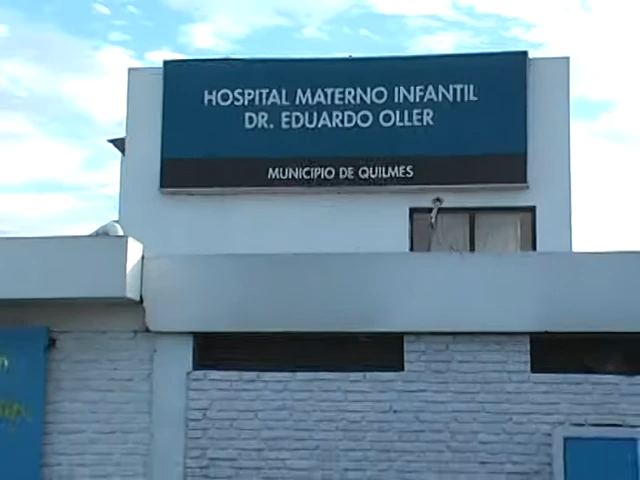 HOSPITAL MATERNO INFANTIL
DR. EDUARDO OLLER
MUNICIPIO DE QUILMES